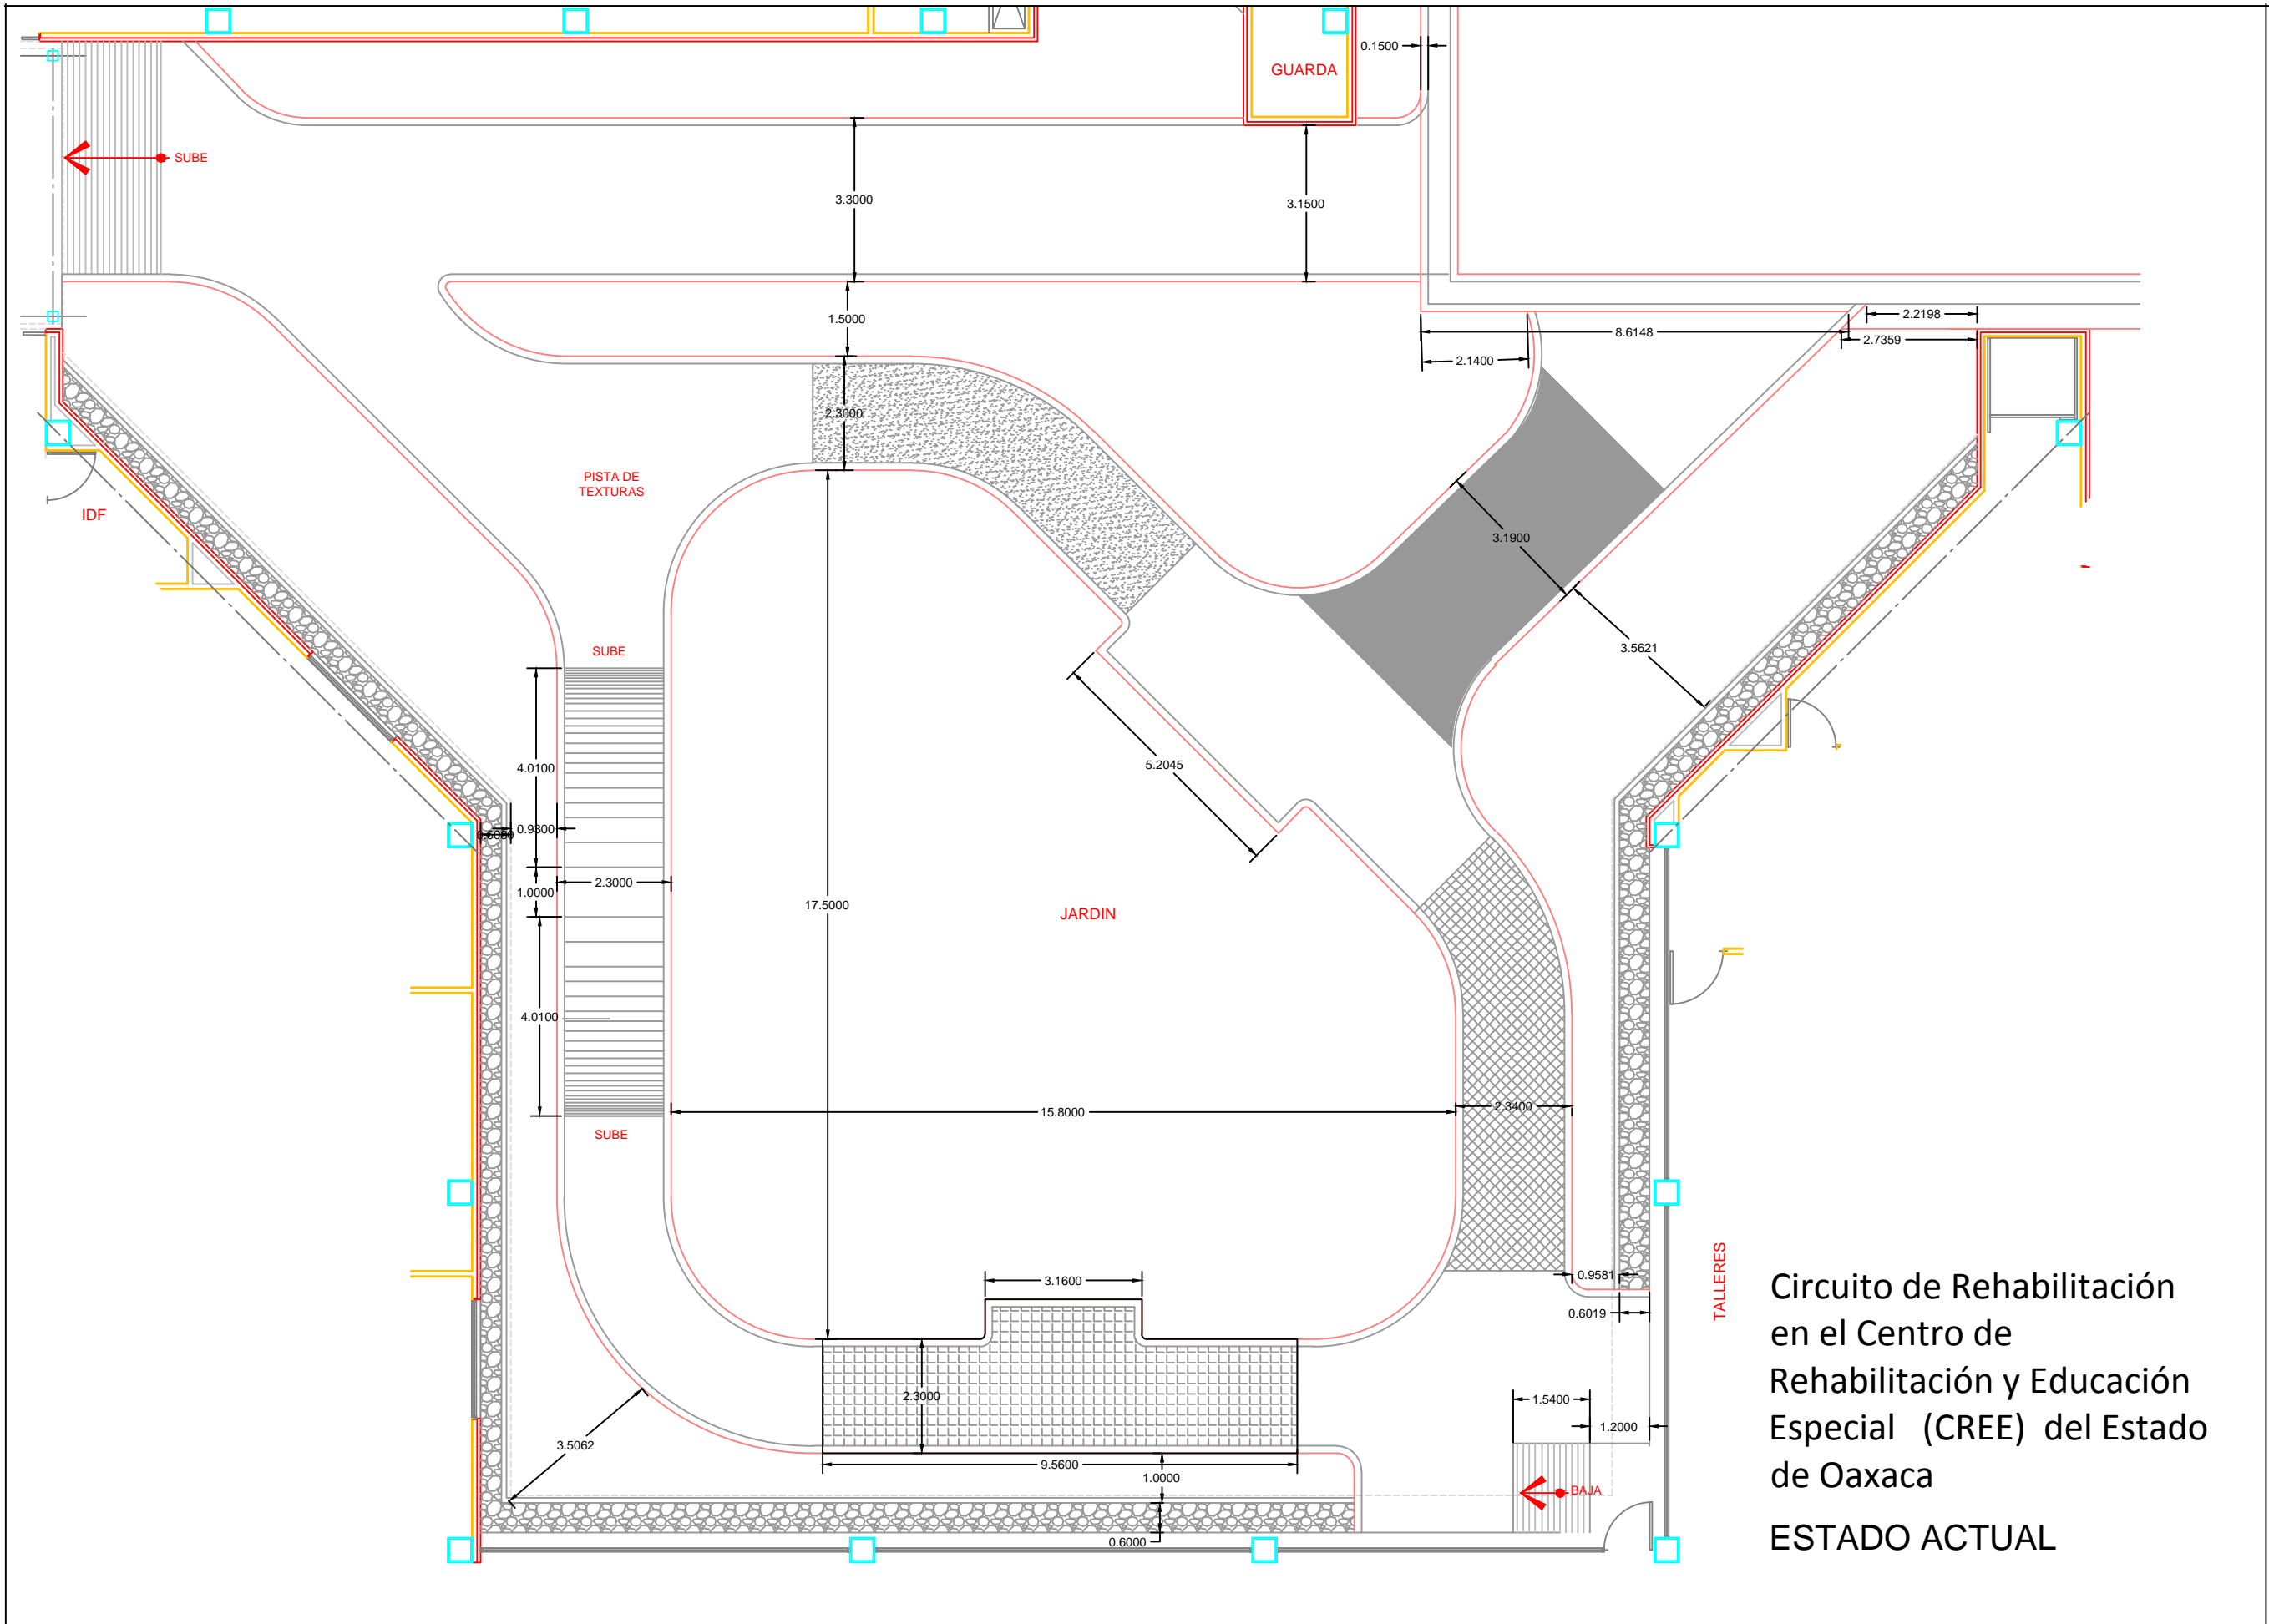 0.1500
GUARDA
SUBE
3.3000
3.1500
1.5000
8.6148
2.2198
2.7359
2.1400
2.3000
PISTA DE
TEXTURAS
IDF
3.1900
SUBE
3.5621
4.0100
5.2045
0.9300
1.0000
2.3000
17.5000
JARDIN
4.0100
15.8000
2.3400
SUBE
3.1600
0.9581
0.6019
TALLERES
2.3000
1.5400
1.2000
3.5062
9.5600
1.0000
BAJA
0.6000
Circuito de Rehabilitación
en el Centro de
Rehabilitación y Educación
Especial (CREE) del Estado
de Oaxaca
ESTADO ACTUAL